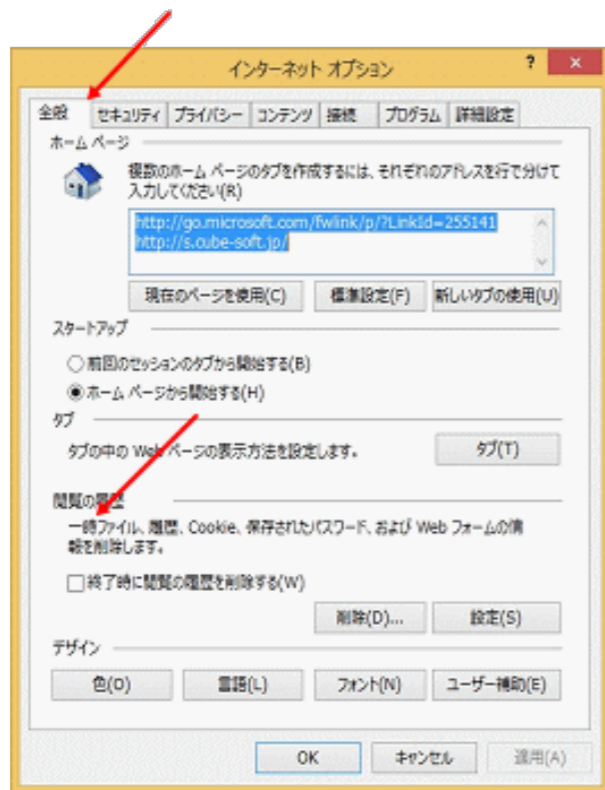 インターネット オプション
?
×
全般 セキュリティ プライバシー コンテンツ 接続 プログラム 詳細設定
ホーム ページ
複数のホーム ページのタブを作成するには、それぞれのアドレスを行で分けて
入力してください(R)
http://go.microsoft.com/fwlink/p/?LinkId=255141
http://s.cube-soft.jp/
現在のページを使用(C) 標準設定(F) 新しいタブの使用(U)
スタートアップ
前回のセッションのタブから開始する(B)
ホーム ページから開始する(H)
タブ
タブの中の Web ページの表示方法を設定します。 タブ(T)
閲覧の履歴
一時ファイル、履歴、Cookie、保存されたパスワード、および Web フォームの情
報を削除します。
終了時に閲覧の履歴を削除する(W)
削除(D)... 設定(S)
デザイン
色(O) 言語(L) フォント(N) ユーザー補助(E)
OK キャンセル 適用(A)